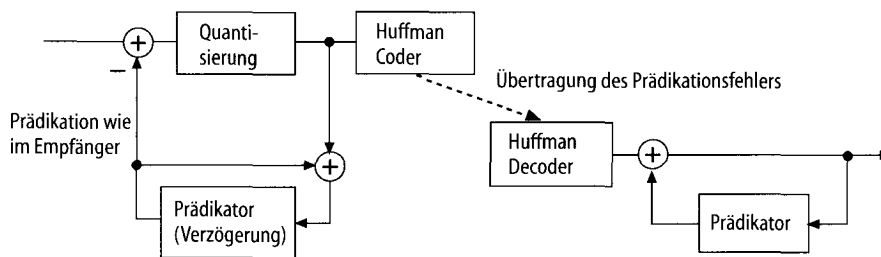 Quanti-
sierung
Huffman
Coder
–
Übertragung des Prädikationsfehlers
Prädikation wie
im Empfänger
Huffman
Decoder
Prädikator
(Verzögerung)
Prädikator